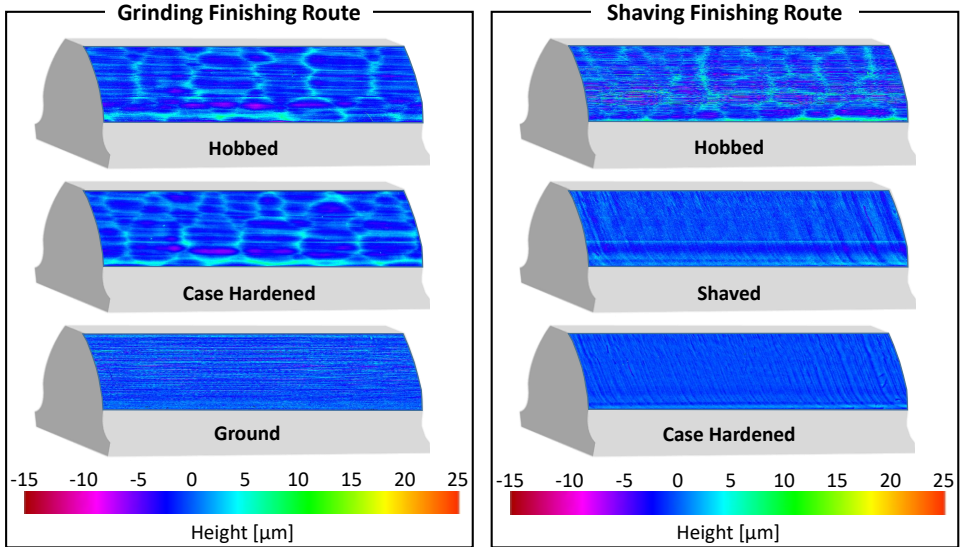 Grinding Finishing Route
Hobbed
Case Hardened
Ground
-15 -10 -5 0 5 10 15 20 25
Height [µm]
Shaving Finishing Route
Hobbed
Shaved
Case Hardened
-15 -10 -5 0 5 10 15 20 25
Height [µm]